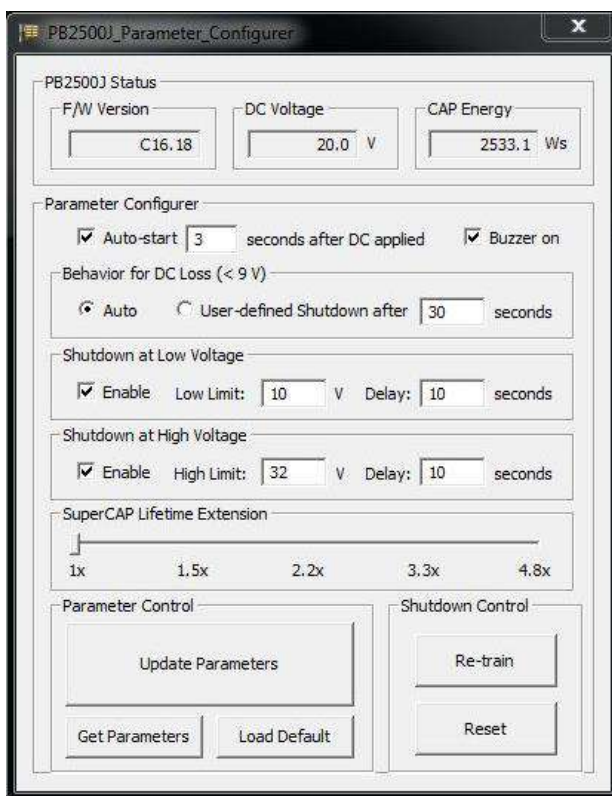 PB2500J_Parameter_Configurer
x
PB2500J Status
F/W Version
C16.18
DC Voltage
20.0 V
CAP Energy
2533.1 Ws
Parameter Configurer
Auto-start 3 seconds after DC applied
Buzzer on
Behavior for DC Loss (< 9 V)
Auto
User-defined Shutdown after 30 seconds
Shutdown at Low Voltage
Enable Low Limit: 10 V Delay: 10 seconds
Shutdown at High Voltage
Enable High Limit: 32 V Delay: 10 seconds
SuperCAP Lifetime Extension
1x 1.5x 2.2x 3.3x 4.8x
Parameter Control
Update Parameters
Get Parameters
Load Default
Shutdown Control
Re-train
Reset